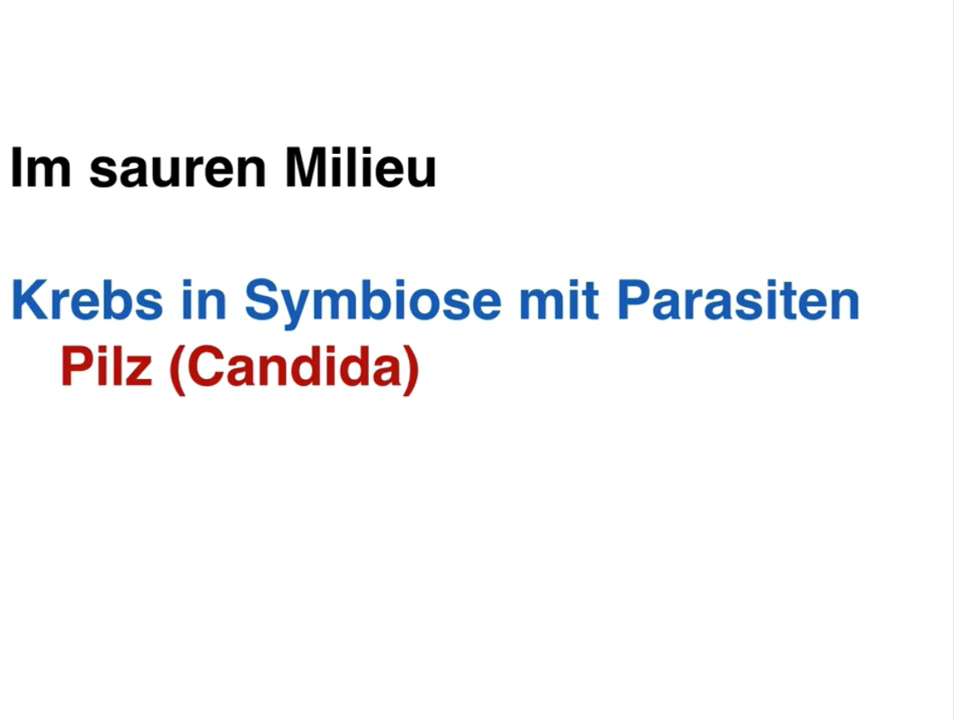 Im sauren Milieu
Krebs in Symbiose mit Parasiten
Pilz (Candida)